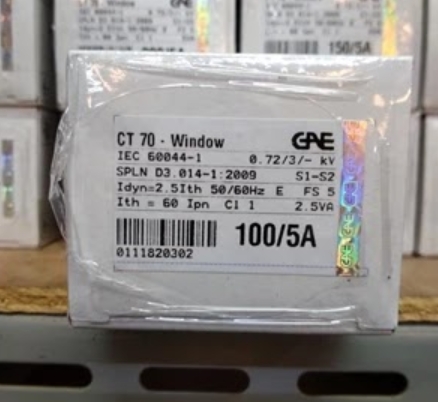 150/5A
CT 70 - Window GAE
IEC 60044-1 0.72/3/- kV
SPLN D3.014-1:2009 S1-S2
Idyn=2.5Ith 50/60Hz E FS 5
Ith = 60 Ipn Cl 1 2.5VA
0111820302
100/5A